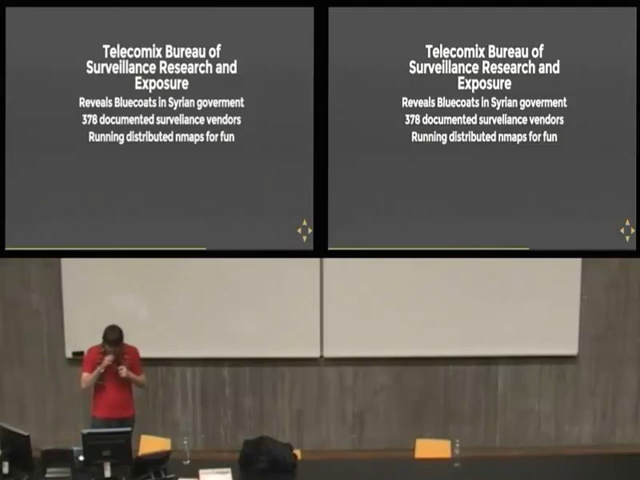 Telecomix Bureau of
Surveillance Research and
Exposure
Reveals Bluecoats in Syrian goverment
378 documented surveliance vendors
Running distributed nmaps for fun
Telecomix Bureau of
Surveillance Research and
Exposure
Reveals Bluecoats in Syrian goverment
378 documented surveliance vendors
Running distributed nmaps for fun